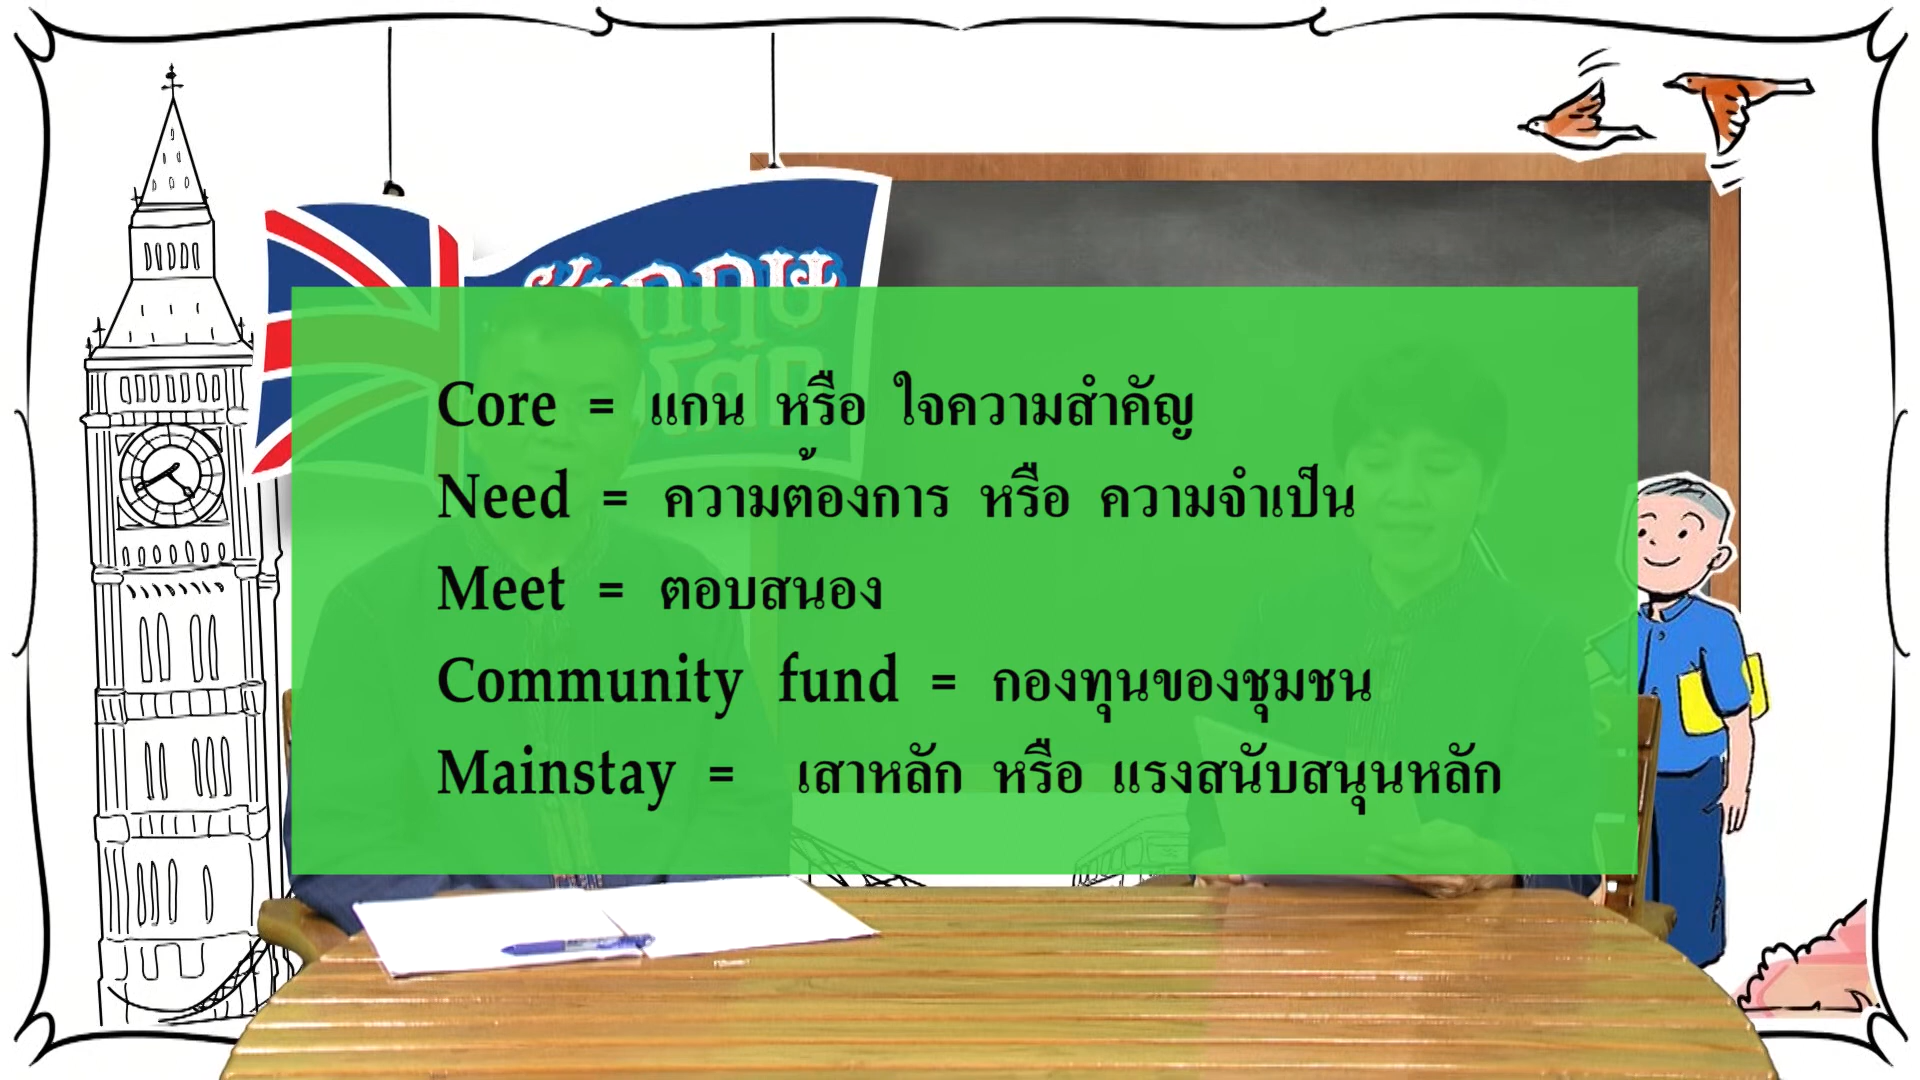 Core = แกน หรือ ใจความสำคัญ
Need = ความต้องการ หรือ ความจำเป็น
Meet = ตอบสนอง
Community fund = กองทุนของชุมชน
Mainstay = เสาหลัก หรือ แรงสนับสนุนหลัก